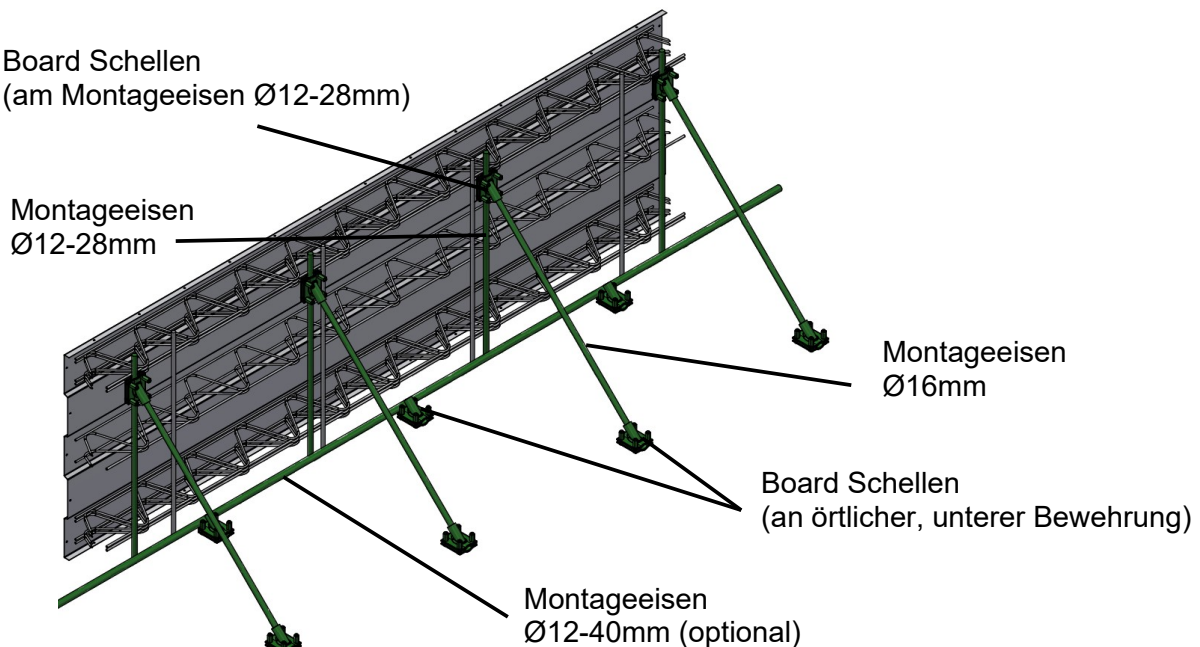 Board Schellen
(am Montageeisen Ø12-28mm)
Montageeisen
Ø12-28mm
Montageeisen
Ø16mm
Board Schellen
(an örtlicher, unterer Bewehrung)
Montageeisen
Ø12-40mm (optional)